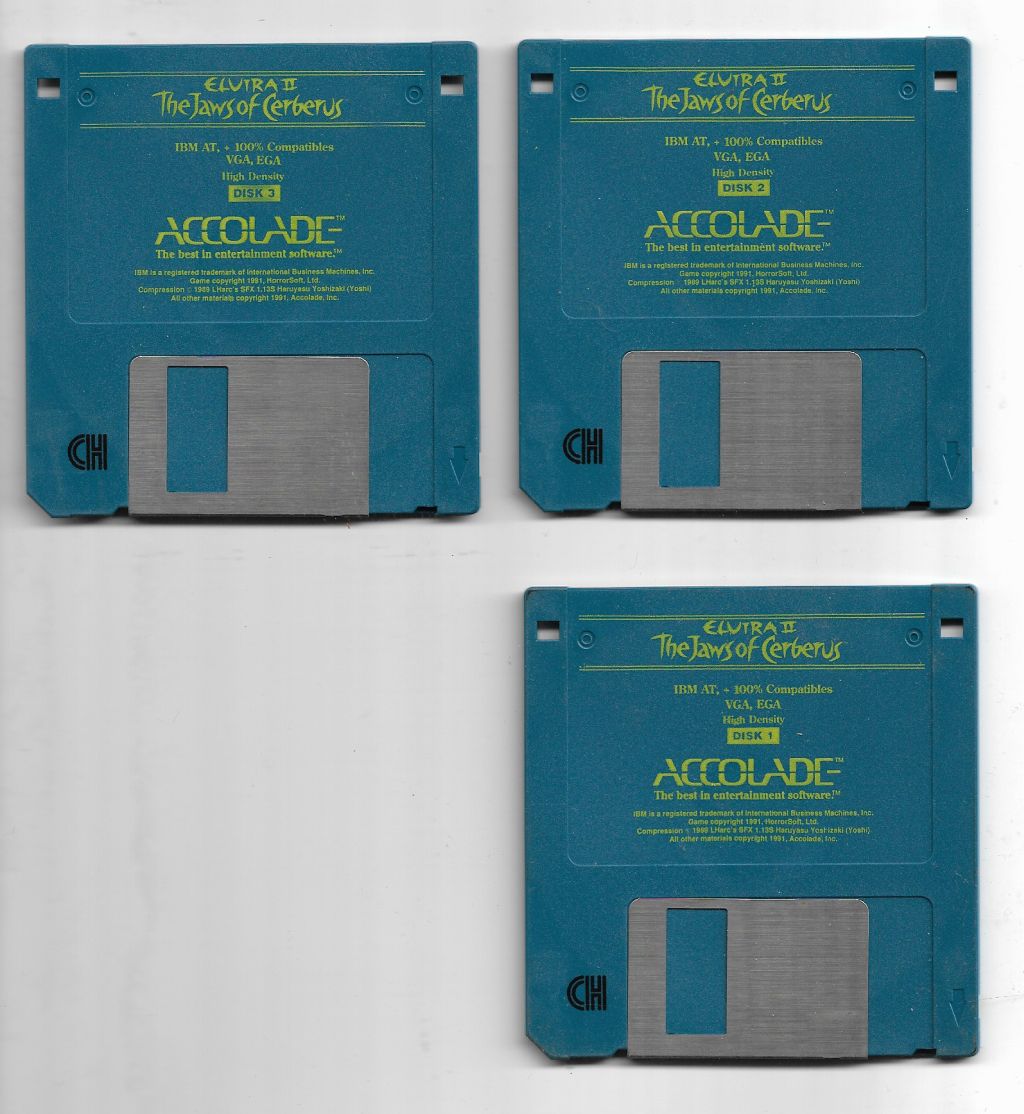 ELVIRA II
The Jaws of Cerberus
IBM AT, + 100% Compatibles
VGA, EGA
High Density
DISK 3
ACCOLADE™
The best in entertainment software.™
IBM is a registered trademark of International Business Machines, Inc.
Game copyright 1991, HorrorSoft, Ltd.
Compression © 1989 LHarc's SFX 1.13S Haruyasu Yoshizaki (Yoshi)
All other materials copyright 1991, Accolade, Inc.
HD
ELVIRA II
The Jaws of Cerberus
IBM AT, + 100% Compatibles
VGA, EGA
High Density
DISK 2
ACCOLADE™
The best in entertainment software.™
IBM is a registered trademark of International Business Machines, Inc.
Game copyright 1991, HorrorSoft, Ltd.
Compression 1989 LHarc's SFX 1.13S Haruyasu Yoshizaki (Yoshi)
All other materials copyright 1991, Accolade, Inc.
HD
ELVIRA II
The Jaws of Cerberus
IBM AT, + 100% Compatibles
VGA, EGA
High Density
DISK 1
ACCOLADE™
The best in entertainment software.™
IBM is a registered trademark of International Business Machines, Inc.
Game copyright 1991, HorrorSoft, Ltd.
Compression © 1989 LHarc's SFX 1.13S Haruyasu Yoshizaki (Yoshi)
All other materials copyright 1991, Accolade, Inc.
HD